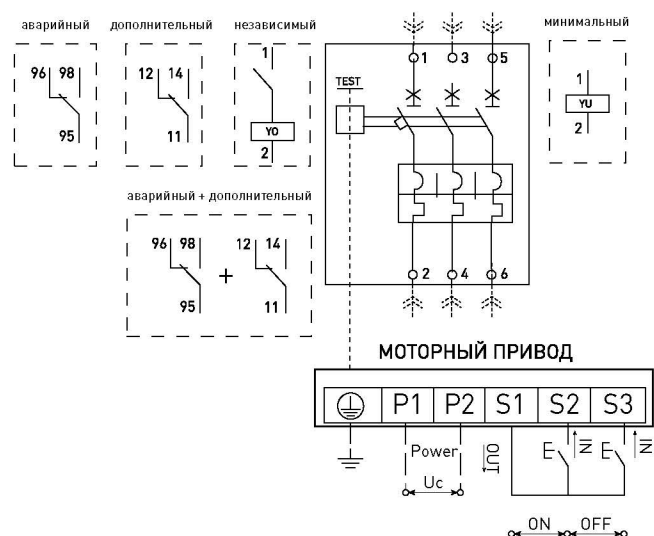 аварийный
дополнительный
независимый
минимальный
96 98
95
12 14
11
1
YO
2
TEST
1 3 5
2 4 6
1
YU
2
аварийный + дополнительный
96 98
95
+
12 14
11
МОТОРНЫЙ ПРИВОД
P1 P2 S1 S2 S3
Power
Uc
OUT
IN
IN
ON OFF